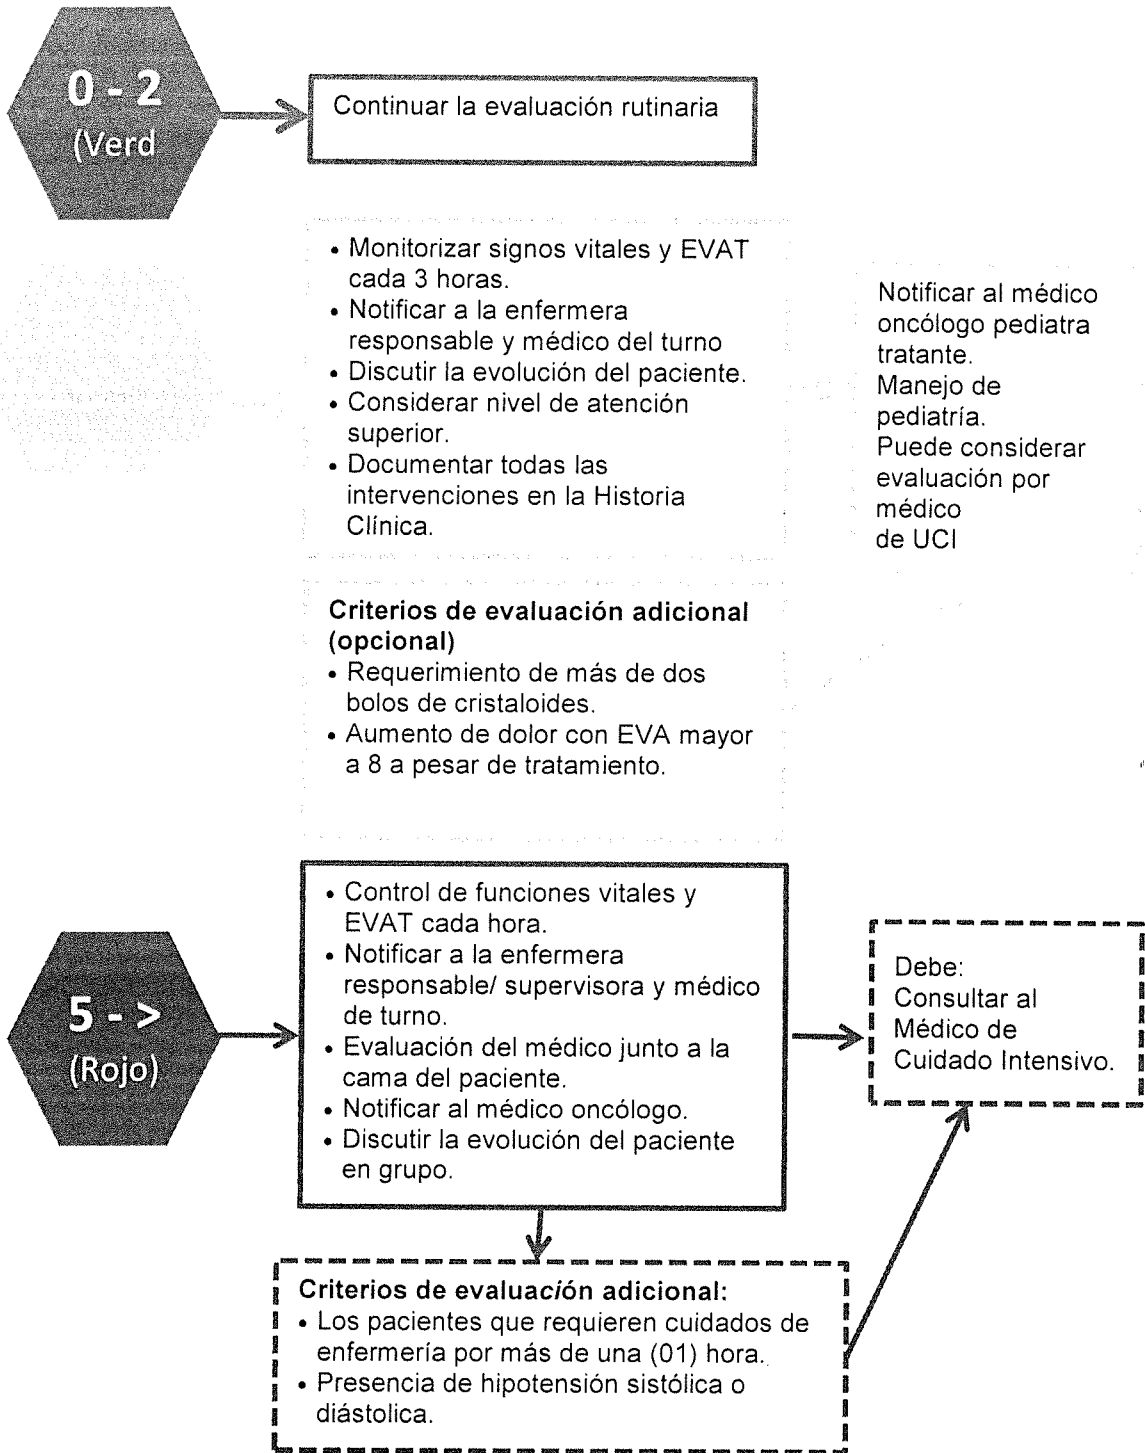 0 - 2
(Verd
Continuar la evaluación rutinaria
• Monitorizar signos vitales y EVAT
cada 3 horas.
• Notificar a la enfermera
responsable y médico del turno
• Discutir la evolución del paciente.
• Considerar nivel de atención
superior.
• Documentar todas las
intervenciones en la Historia
Clínica.
Notificar al médico
oncólogo pediatra
tratante.
Manejo de
pediatría.
Puede considerar
evaluación por
médico
de UCI
Criterios de evaluación adicional
(opcional)
• Requerimiento de más de dos
bolos de cristaloides.
• Aumento de dolor con EVA mayor
a 8 a pesar de tratamiento.
5 - >
(Rojo)
• Control de funciones vitales y
EVAT cada hora.
• Notificar a la enfermera
responsable/ supervisora y médico
de turno.
• Evaluación del médico junto a la
cama del paciente.
• Notificar al médico oncólogo.
• Discutir la evolución del paciente
en grupo.
Debe:
Consultar al
Médico de
Cuidado Intensivo.
Criterios de evaluación adicional:
• Los pacientes que requieren cuidados de
enfermería por más de una (01) hora.
• Presencia de hipotensión sistólica o
diástolica.